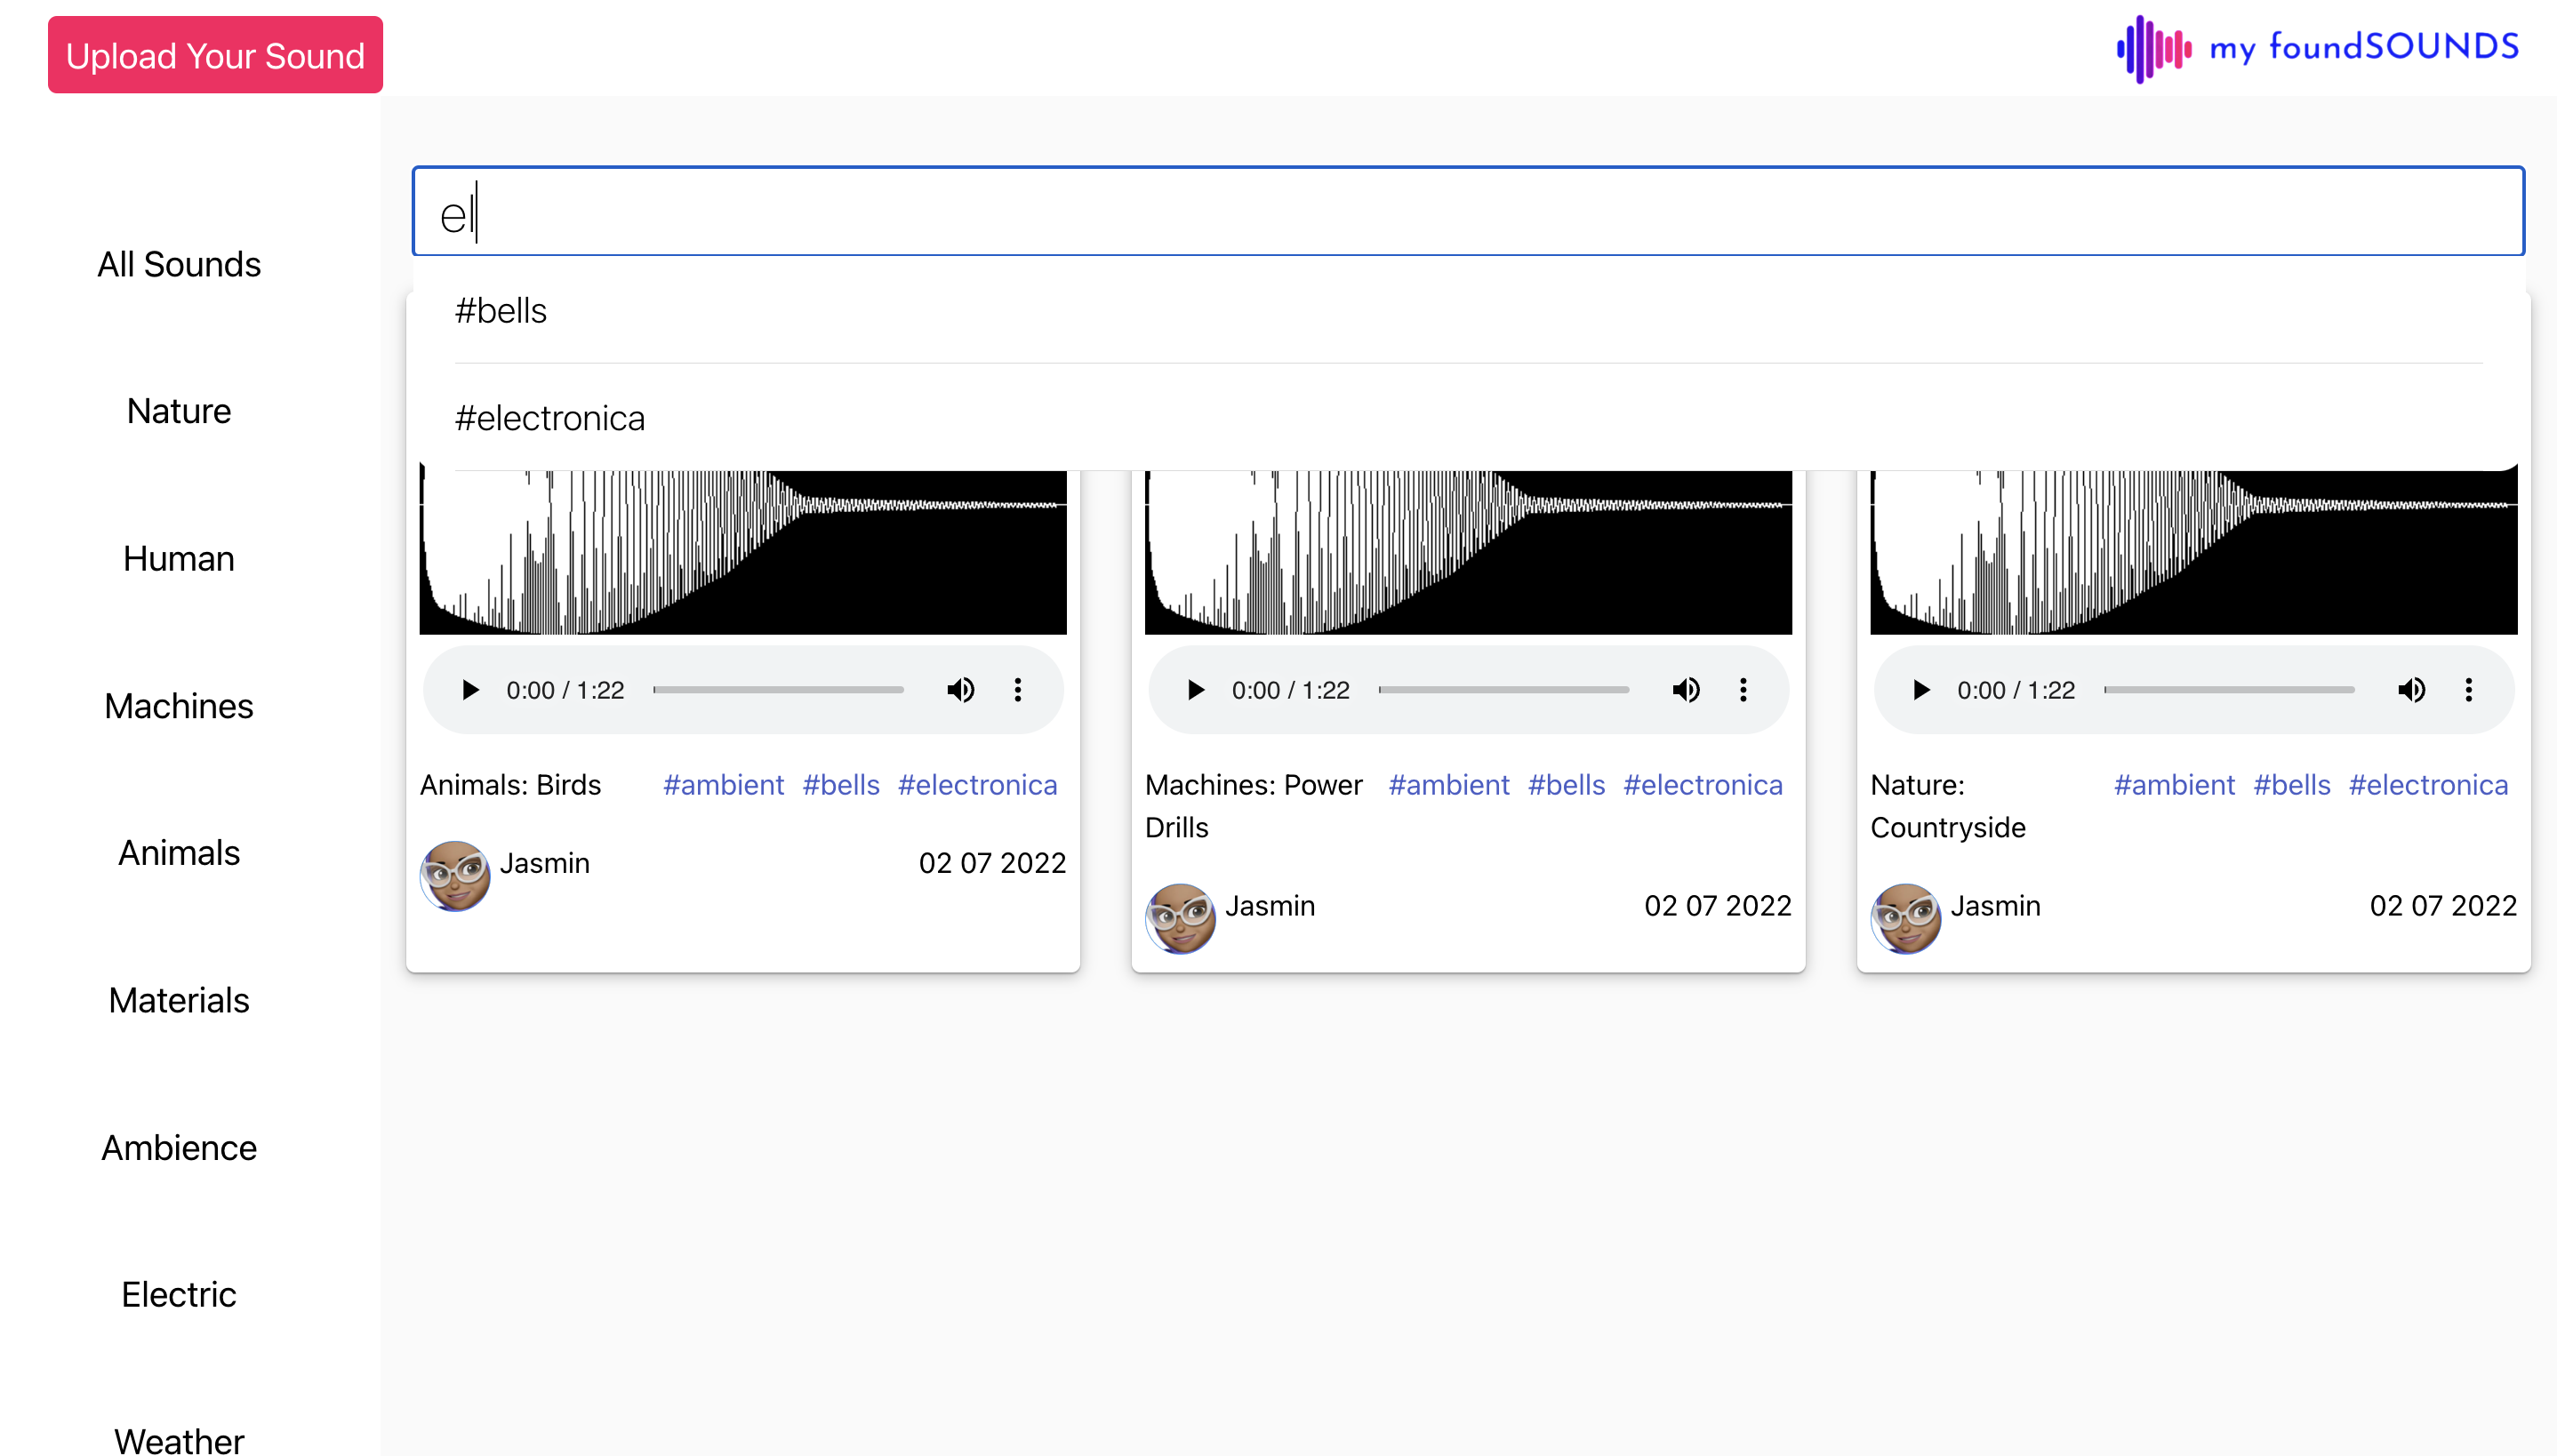 Upload Your Sound
my foundSOUNDS
All Sounds
Nature
Human
Machines
Animals
Materials
Ambience
Electric
Weather
el
#bells
#electronica
0:00 / 1:22
Animals: Birds #ambient #bells #electronica
Jasmin 02 07 2022
0:00 / 1:22
Machines: Power #ambient #bells #electronica
Drills
Jasmin 02 07 2022
0:00 / 1:22
Nature: #ambient #bells #electronica
Countryside
Jasmin 02 07 2022